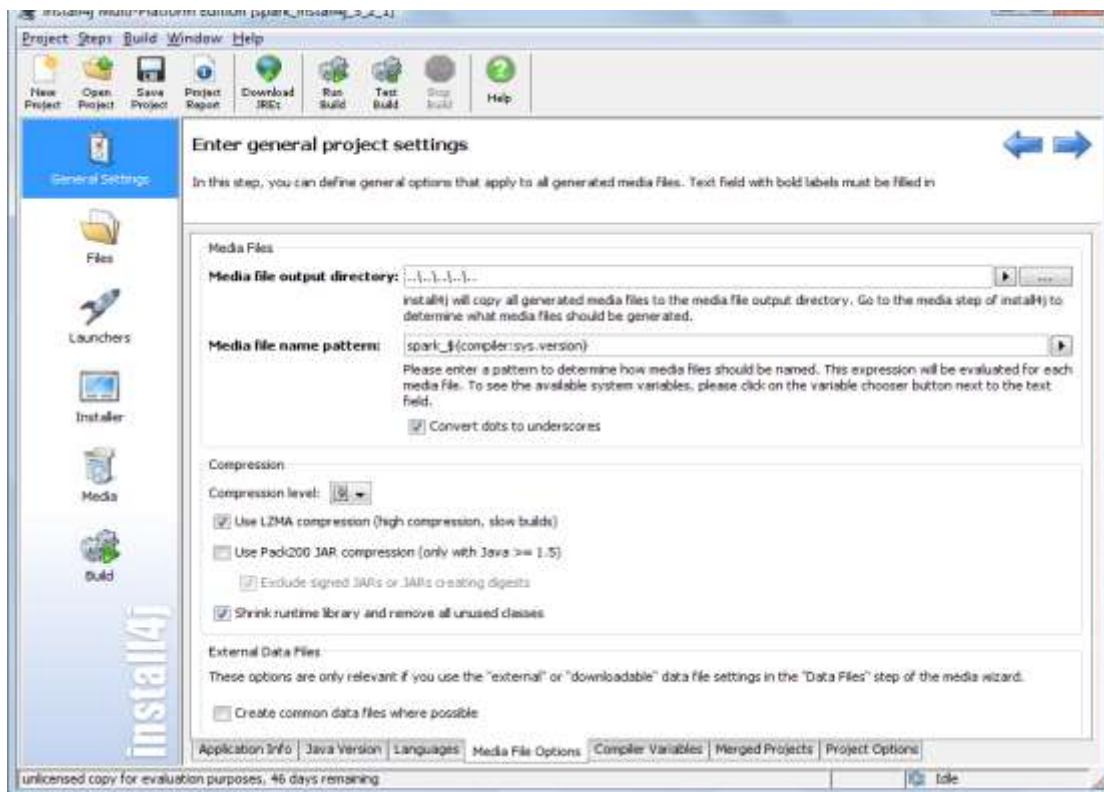 install4j Multi-Platform Edition [spark_install4j_5_2_1]
Project Steps Build Window Help
New Project
Open Project
Save Project
Project Report
Download JREs
Run Build
Test Build
Stop Build
Help
General Settings
Files
Launchers
Installer
Media
Build
install4j
Enter general project settings
In this step, you can define general options that apply to all generated media files. Text field with bold labels must be filled in
Media Files
Media file output directory: ..\..\..\..\..
...
install4j will copy all generated media files to the media file output directory. Go to the media step of install4j to
determine what media files should be generated.
Media file name pattern: spark_${compiler:sys.version}
Please enter a pattern to determine how media files should be named. This expression will be evaluated for each
media file. To see the available system variables, please click on the variable chooser button next to the text
field.
Convert dots to underscores
Compression
Compression level: 9
Use LZMA compression (high compression, slow builds)
Use Pack200 JAR compression (only with Java >= 1.5)
Exclude signed JARs or JARs creating digests
Shrink runtime library and remove all unused classes
External Data Files
These options are only relevant if you use the "external" or "downloadable" data file settings in the "Data Files" step of the media wizard.
Create common data files where possible
Application Info Java Version Languages Media File Options Compiler Variables Merged Projects Project Options
unlicensed copy for evaluation purposes, 46 days remaining
Idle